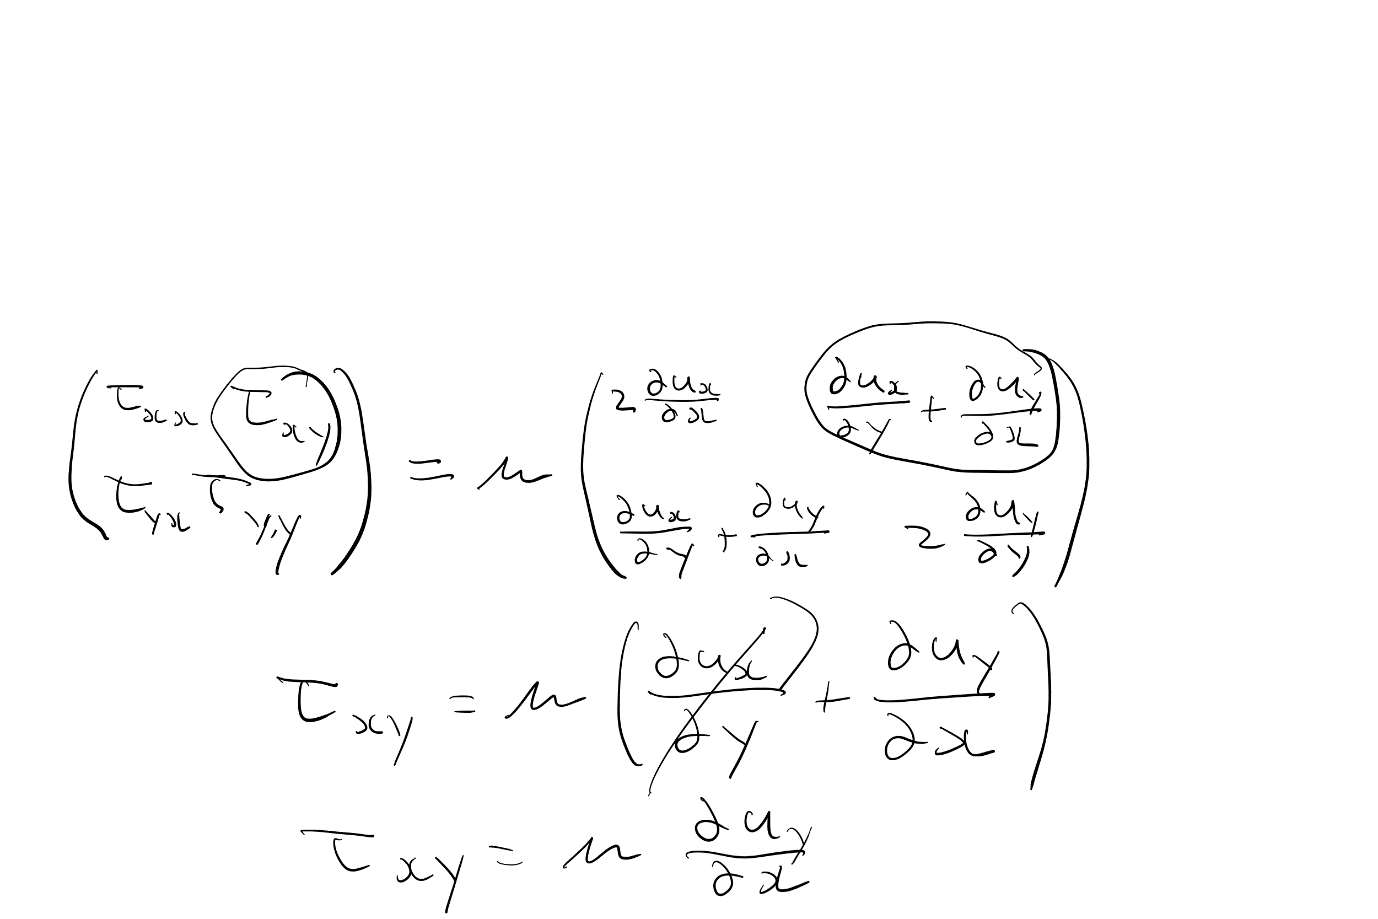 (τxx τxy) = μ (2 ∂ux/∂x   ∂ux/∂y + ∂uy/∂x)
(τyx τyy)     (∂ux/∂y + ∂uy/∂x   2 ∂uy/∂y)
τxy = μ (∂ux/∂y + ∂uy/∂x)
τxy = μ ∂uy/∂x